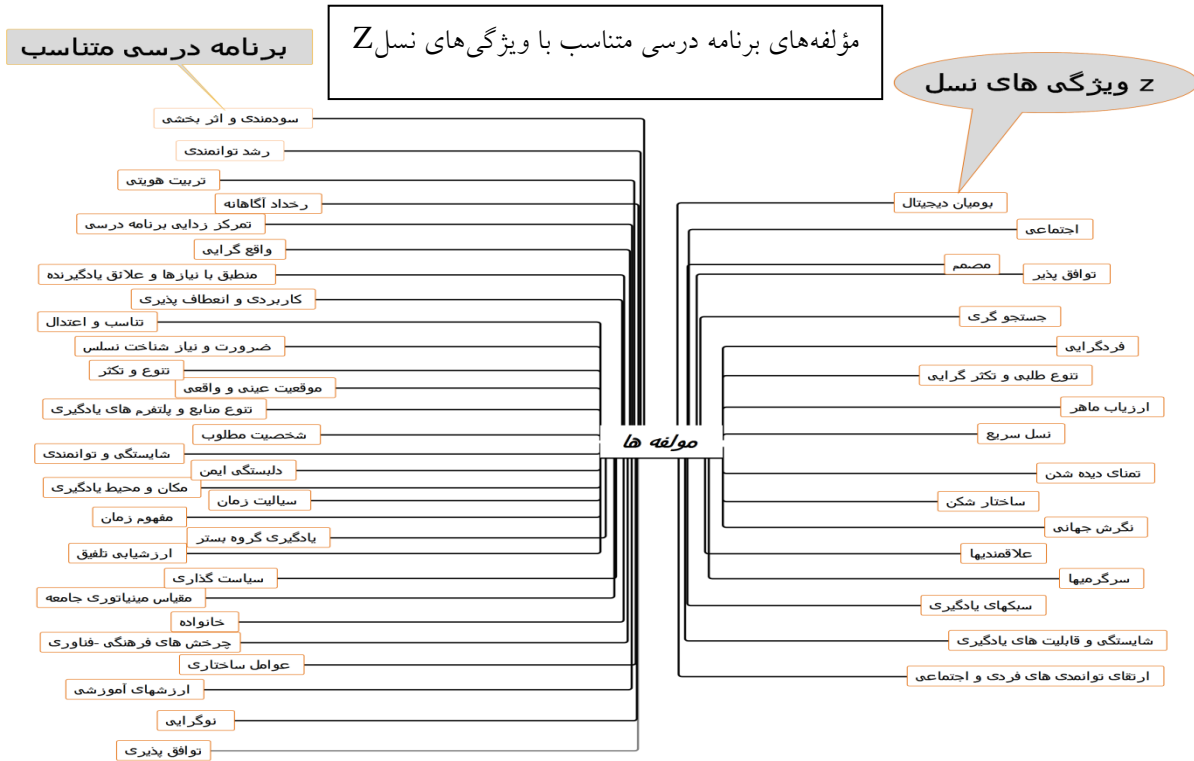 مؤلفه‌های برنامه درسی متناسب با ویژگی‌های نسلZ
z ویژگی های نسل
بومیان دیجیتال
اجتماعی
مصمم
توافق پذیر
جستجو گری
فردگرایی
تنوع طلبی و تکثر گرایی
ارزیاب ماهر
نسل سریع
تمنای دیده شدن
ساختار شکن
نگرش جهانی
علاقمندیها
سرگرمیها
سبکهای یادگیری
شایستگی و قابلیت های یادگیری
ارتقای توانمدی های فردی و اجتماعی
مولفه ها
برنامه درسی متناسب
سودمندی و اثر بخشی
رشد توانمندی
تربیت هویتی
رخداد آگاهانه
تمرکز زدایی برنامه درسی
واقع گرایی
منطبق با نیازها و علائق یادگیرنده
کاربردی و انعطاف پذیری
تناسب و اعتدال
ضرورت و نیاز شناخت نسلس
تنوع و تکثر
موقعیت عینی و واقعی
تنوع منابع و پلتفرم های یادگیری
شخصیت مطلوب
شایستگی و توانمندی
دلبستگی ایمن
مکان و محیط یادگیری
سیالیت زمان
مفهوم زمان
یادگیری گروه بستر
ارزشیابی تلفیق
سیاست گذاری
مقیاس مینیاتوری جامعه
خانواده
چرخش های فرهنگی -فناوری
عوامل ساختاری
ارزشهای آموزشی
نوگرایی
توافق پذیری